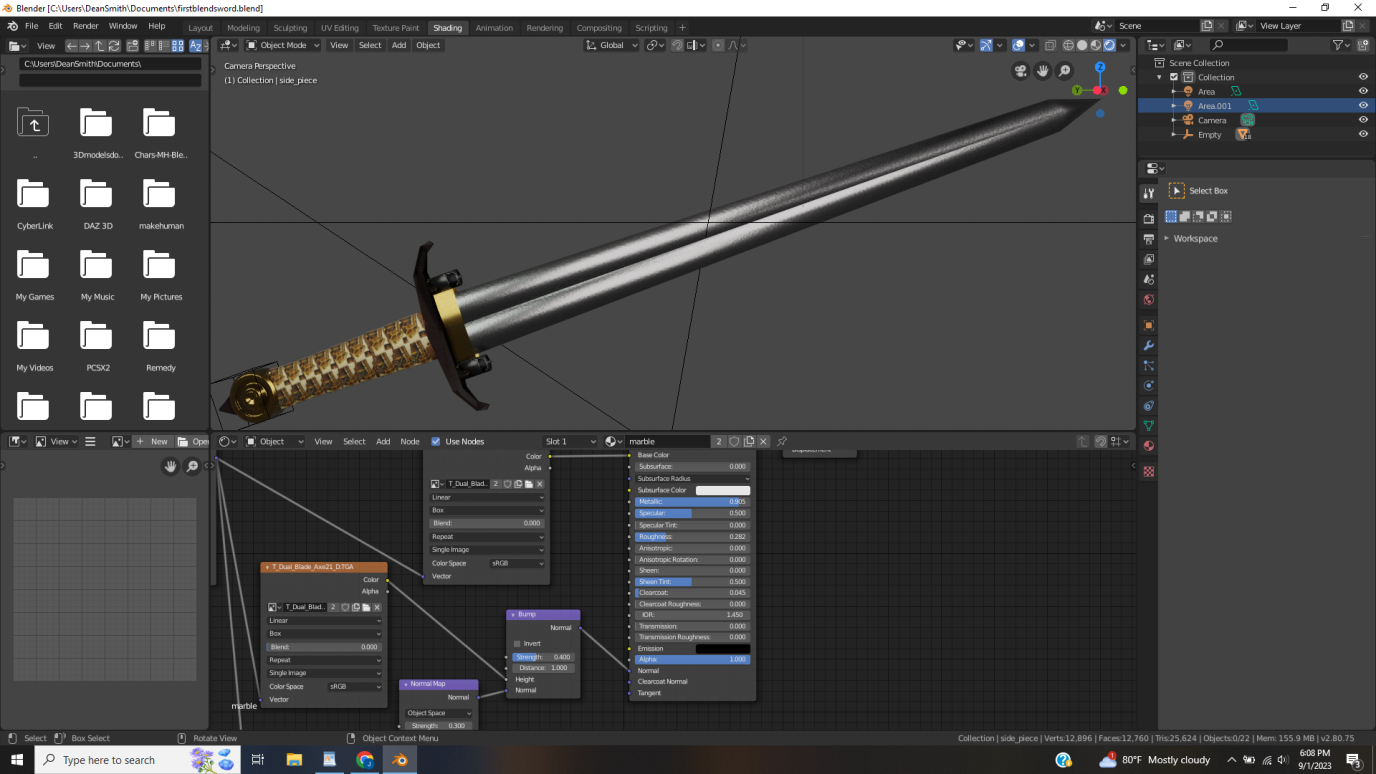 Blender [C:\Users\DeanSmith\Documents\firstblendsword.blend]
File Edit Render Window Help
Layout Modeling Sculpting UV Editing Texture Paint Shading Animation Rendering Compositing Scripting +
Scene
View Layer
View
C:\Users\DeanSmith\Documents\
..
3Dmodelsdo..
Chars-MH-Ble..
CyberLink
DAZ 3D
makehuman
My Games
My Music
My Pictures
My Videos
PCSX2
Remedy
Object Mode View Select Add Object
Global
Camera Perspective
(1) Collection | side_piece
Z
Y
X
Scene Collection
Collection
Area
Area.001
Camera
Empty
18
Select Box
Workspace
View
+ New
Open
Object View Select Add Node Use Nodes
Slot 1
marble
2
Color
Alpha
T_Dual_Blad..
2
Linear
Box
Blend: 0.000
Repeat
Single Image
Color Space sRGB
Vector
T_Dual_Blade_Axe21_D.TGA
Color
Alpha
T_Dual_Blad..
2
Linear
Box
Blend: 0.000
Repeat
Single Image
Color Space sRGB
Vector
marble
Normal Map
Normal
Object Space
Strength: 0.300
Bump
Normal
Invert
Strength: 0.400
Distance: 1.000
Height
Normal
Base Color
Subsurface: 0.000
Subsurface Radius
Subsurface Color
Metallic: 0.905
Specular: 0.500
Specular Tint: 0.000
Roughness: 0.282
Anisotropic: 0.000
Anisotropic Rotation: 0.000
Sheen: 0.000
Sheen Tint: 0.500
Clearcoat: 0.045
Clearcoat Roughness: 0.000
IOR: 1.450
Transmission: 0.000
Transmission Roughness: 0.000
Emission
Alpha: 1.000
Normal
Clearcoat Normal
Tangent
Displacement
Select
Box Select
Rotate View
Object Context Menu
Collection | side_piece | Verts:12,896 | Faces:12,760 | Tris:25,624 | Objects:0/22 | Mem: 155.9 MB | v2.80.75
Type here to search
80°F Mostly cloudy
6:08 PM
9/1/2023
3